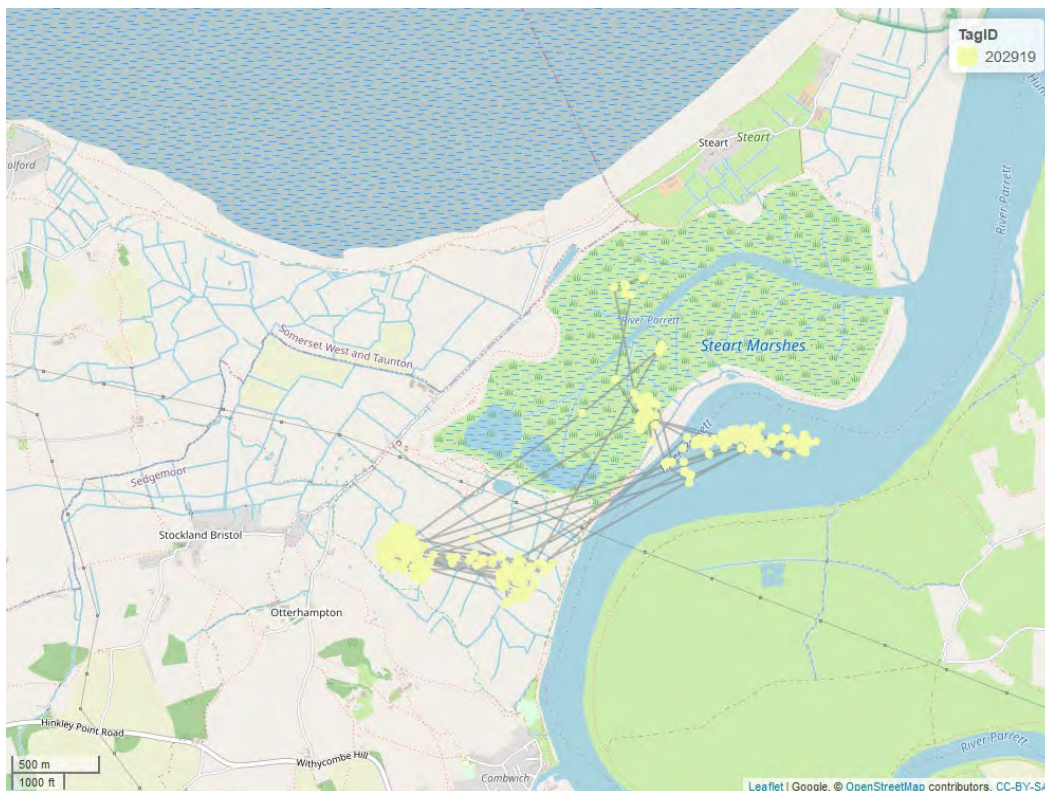 TagID
202919
olford
Steart
Steart
River Parrett
River Parrett
Steart Marshes
Somerset West and Taunton
Sedgemoor
Stockland Bristol
Otterhampton
Hinkley Point Road
Withycombe Hill
Combwich
River Parrett
500 m
1000 ft
Leaflet | Google, © OpenStreetMap contributors, CC-BY-SA